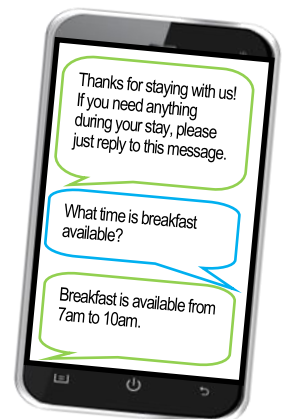 Thanks for staying with us!
If you need anything
during your stay, please
just reply to this message.
What time is breakfast
available?
Breakfast is available from
7am to 10am.